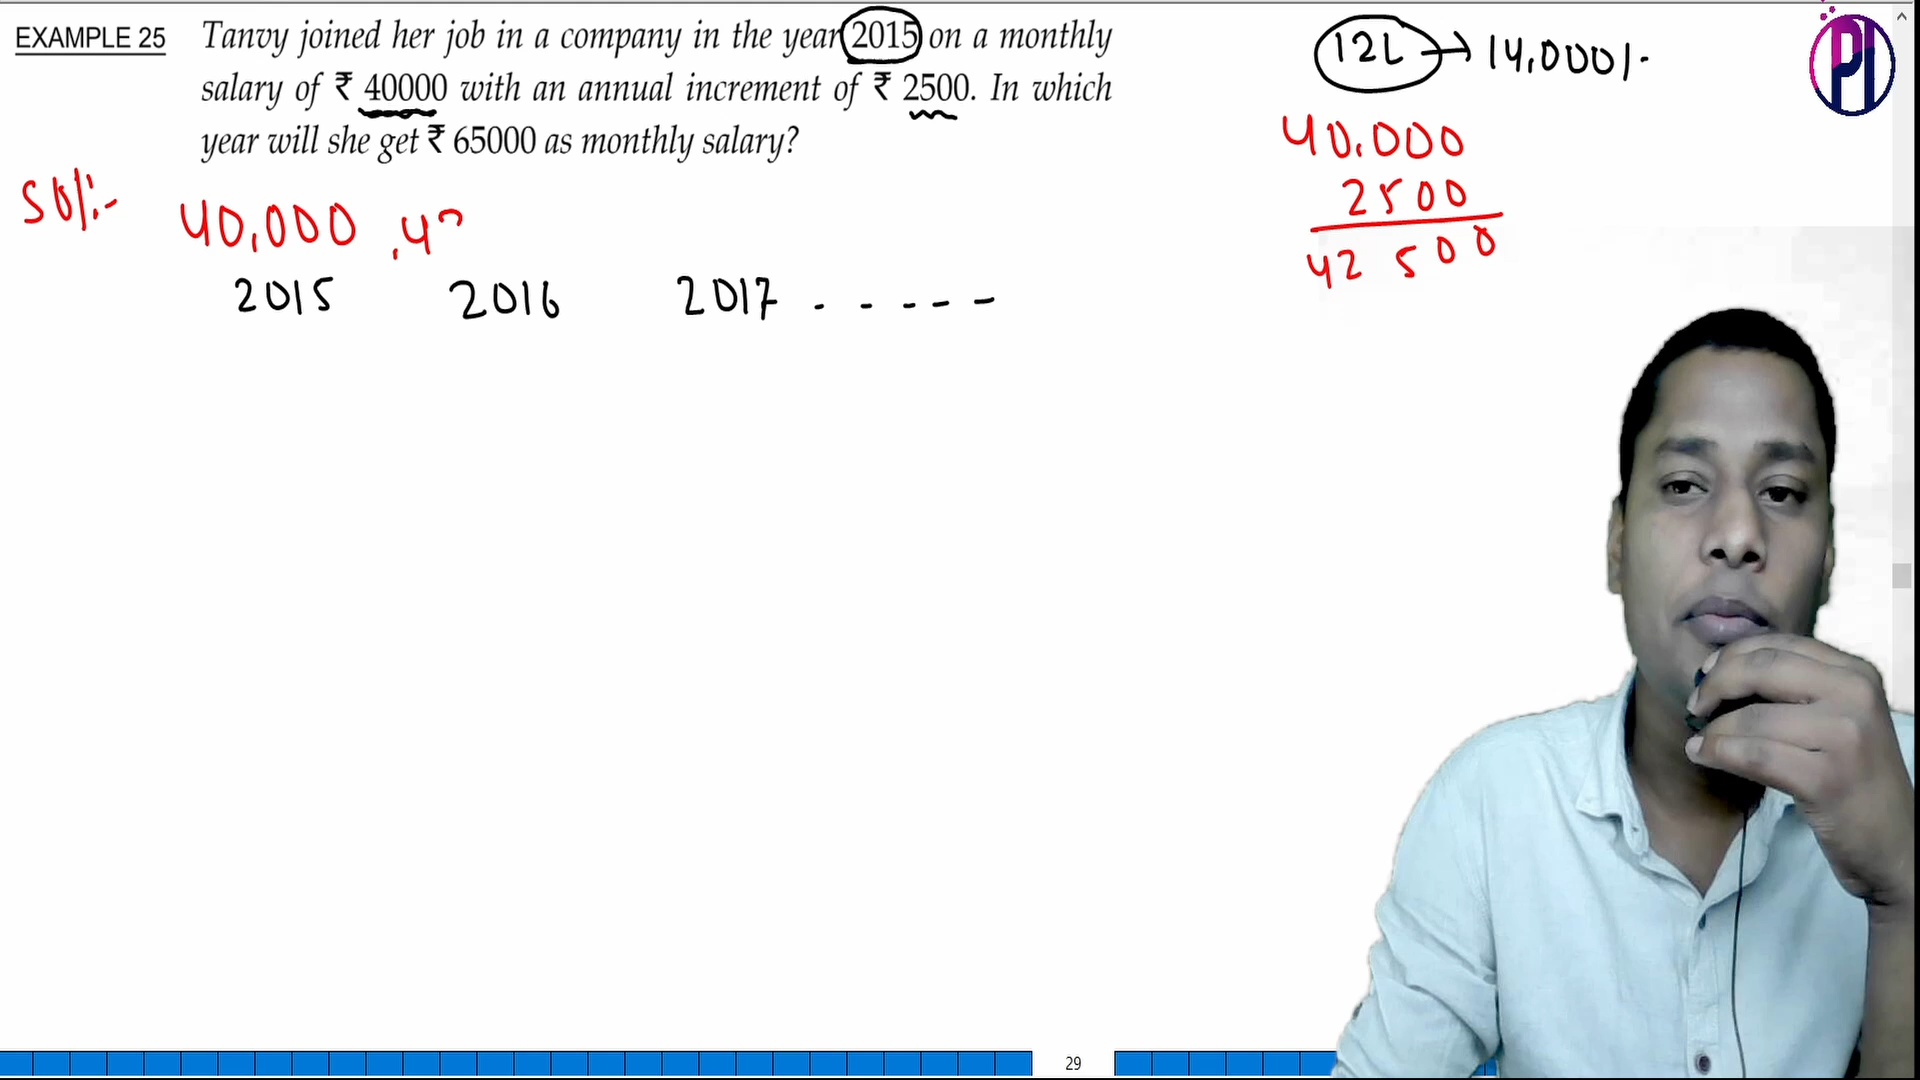 EXAMPLE 25 Tanvy joined her job in a company in the year 2015 on a monthly
salary of ₹ 40000 with an annual increment of ₹ 2500. In which
year will she get ₹ 65000 as monthly salary?
12L → 14,000/-
40,000
2500
42500
Sol:-
40,000 , 42
2015 2016 2017 . - - - -
29
PI